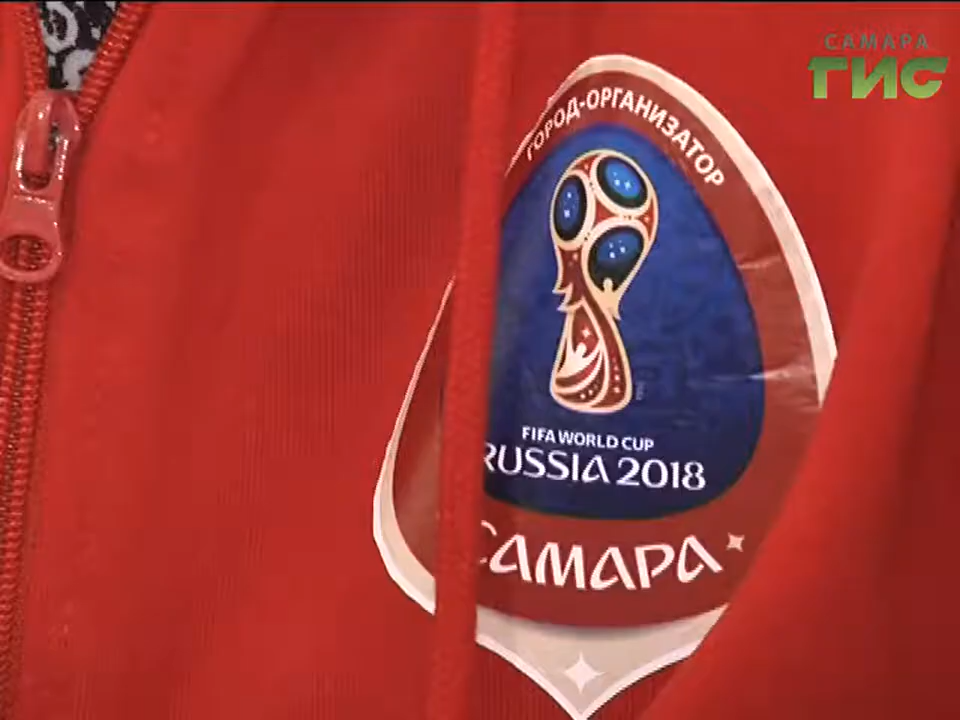 САМАРА
ГИС
ГОРОД-ОРГАНИЗАТОР
FIFA WORLD CUP
RUSSIA 2018
САМАРА